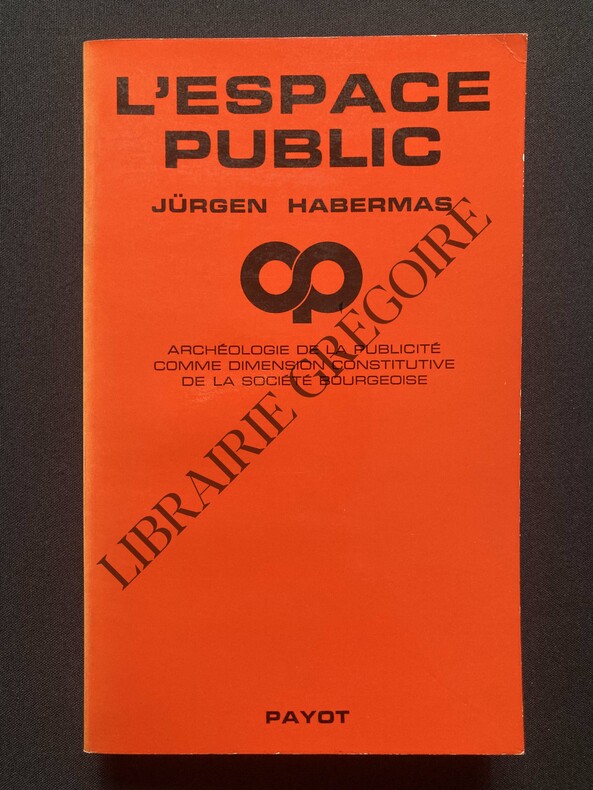 L'ESPACE
PUBLIC
JÜRGEN HABERMAS
ARCHÉOLOGIE DE LA PUBLICITÉ
COMME DIMENSION CONSTITUTIVE
DE LA SOCIÉTÉ BOURGEOISE
LIBRAIRIE GRÉGOIRE
PAYOT